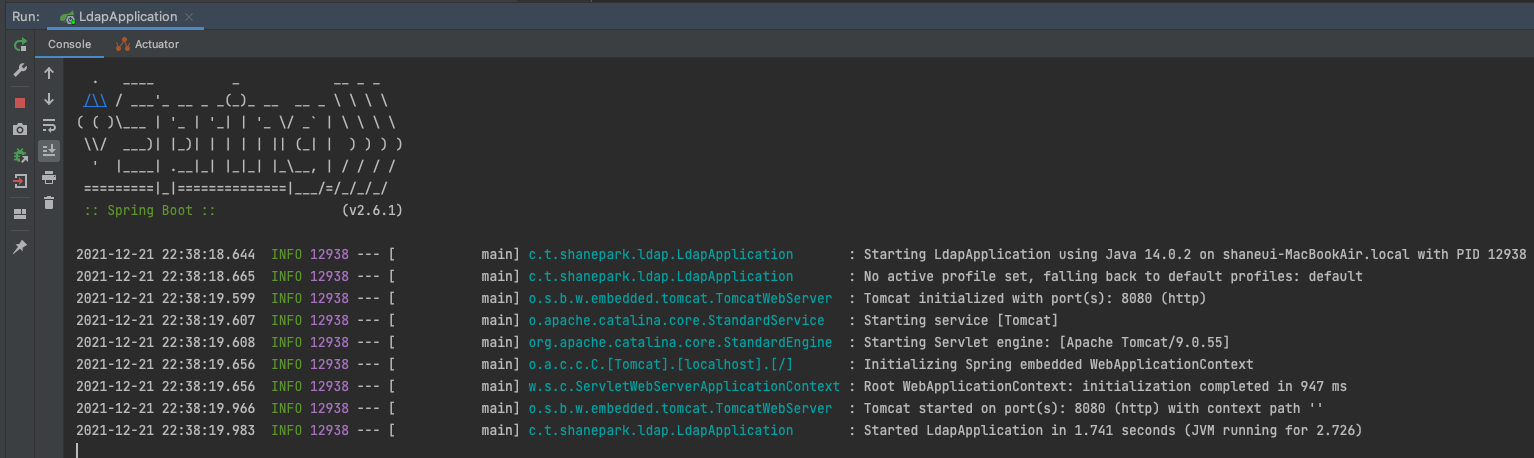 Run: LdapApplication ×
Console Actuator
  .   ____          _            __ _ _
 /\\ / ___'_ __ _ _(_)_ __  __ _ \ \ \ \
( ( )\___ | '_ | '_| | '_ \/ _` | \ \ \ \
 \\/  ___)| |_)| | | | | || (_| |  ) ) ) )
  '  |____| .__|_| |_|_| |_\__, | / / / /
 =========|_|==============|___/=/_/_/_/
 :: Spring Boot ::                (v2.6.1)
2021-12-21 22:38:18.644  INFO 12938 --- [           main] c.t.shanepark.ldap.LdapApplication       : Starting LdapApplication using Java 14.0.2 on shaneui-MacBookAir.local with PID 12938
2021-12-21 22:38:18.665  INFO 12938 --- [           main] c.t.shanepark.ldap.LdapApplication       : No active profile set, falling back to default profiles: default
2021-12-21 22:38:19.599  INFO 12938 --- [           main] o.s.b.w.embedded.tomcat.TomcatWebServer  : Tomcat initialized with port(s): 8080 (http)
2021-12-21 22:38:19.607  INFO 12938 --- [           main] o.apache.catalina.core.StandardService   : Starting service [Tomcat]
2021-12-21 22:38:19.608  INFO 12938 --- [           main] org.apache.catalina.core.StandardEngine  : Starting Servlet engine: [Apache Tomcat/9.0.55]
2021-12-21 22:38:19.656  INFO 12938 --- [           main] o.a.c.c.C.[Tomcat].[localhost].[/]       : Initializing Spring embedded WebApplicationContext
2021-12-21 22:38:19.656  INFO 12938 --- [           main] w.s.c.ServletWebServerApplicationContext : Root WebApplicationContext: initialization completed in 947 ms
2021-12-21 22:38:19.966  INFO 12938 --- [           main] o.s.b.w.embedded.tomcat.TomcatWebServer  : Tomcat started on port(s): 8080 (http) with context path ''
2021-12-21 22:38:19.983  INFO 12938 --- [           main] c.t.shanepark.ldap.LdapApplication       : Started LdapApplication in 1.741 seconds (JVM running for 2.726)